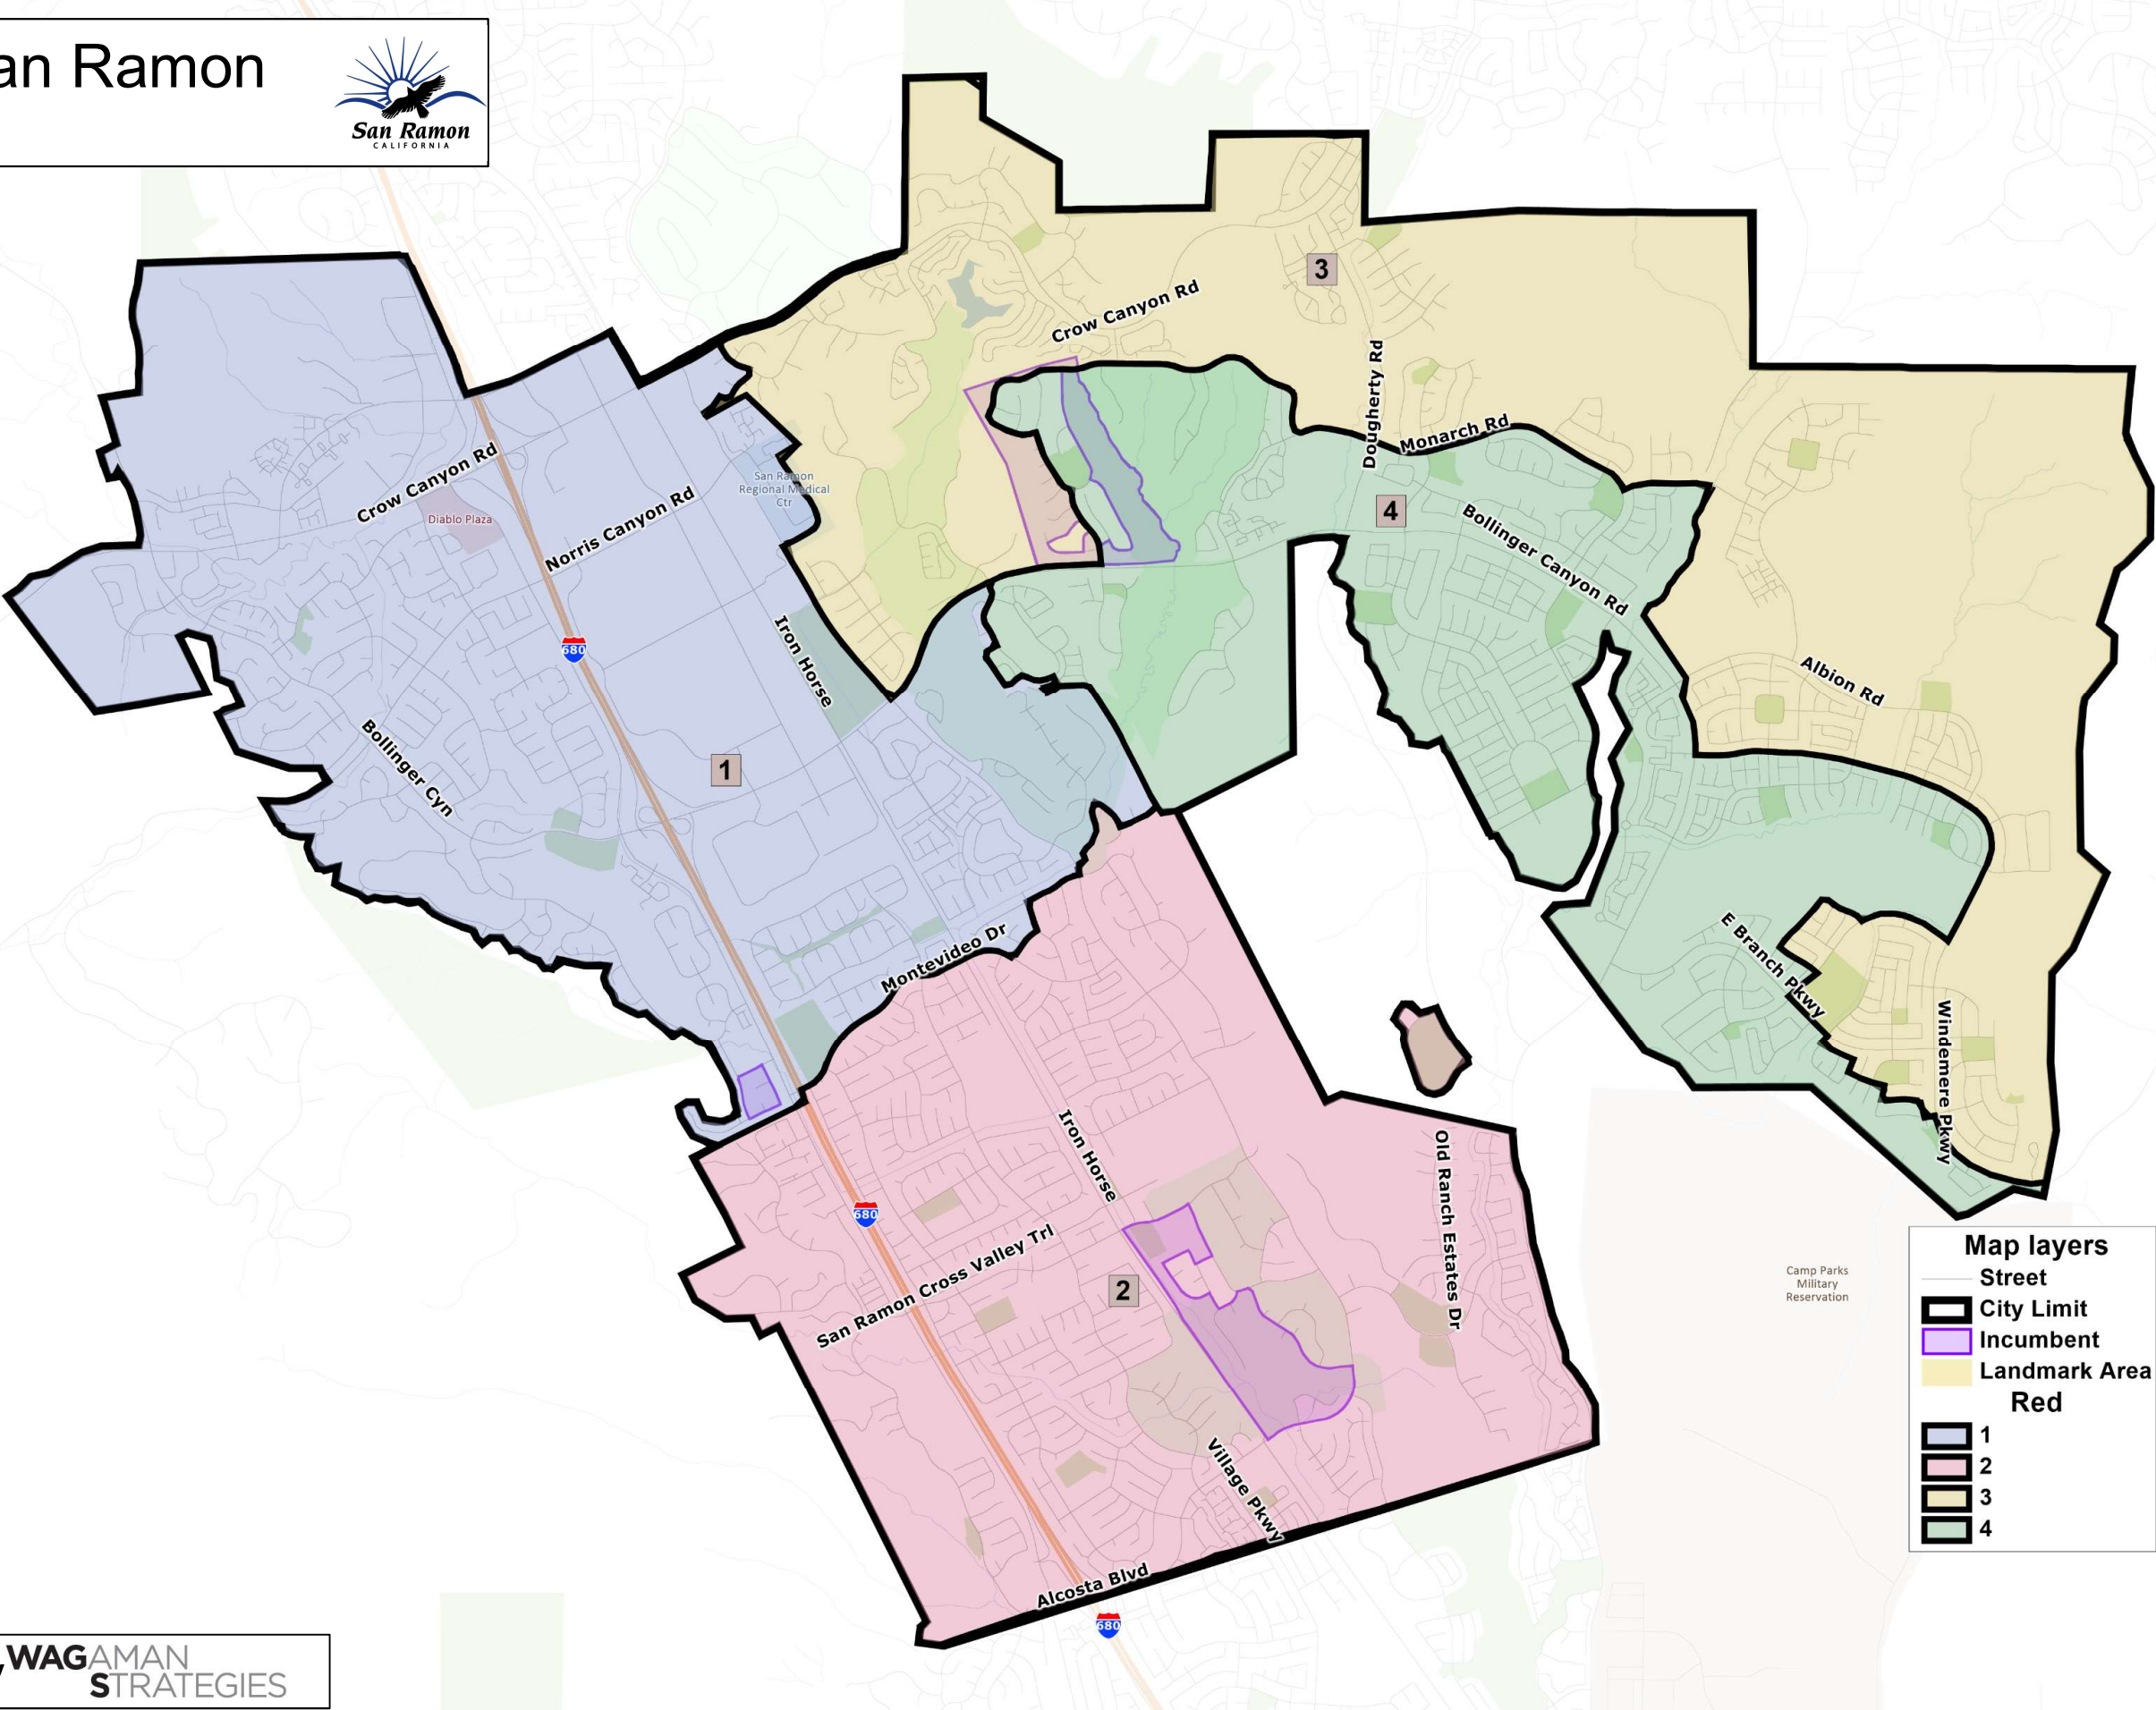 an Ramon
San Ramon
CALIFORNIA
3
Crow Canyon Rd
Dougherty Rd
Monarch Rd
Crow Canyon Rd
San Ramon
Regional Medical
Ctr
Diablo Plaza
Norris Canyon Rd
4
Bollinger Canyon Rd
Iron Horse
680
Albion Rd
Bollinger Cyn
1
Montevideo Dr
E Branch Pkwy
Windemere Pkwy
Iron Horse
Old Ranch Estates Dr
680
San Ramon Cross Valley Trl
2
Camp Parks
Military
Reservation
Village Pkwy
Alcosta Blvd
680
Map layers
Street
City Limit
Incumbent
Landmark Area
Red
1
2
3
4
WAGAMAN
STRATEGIES